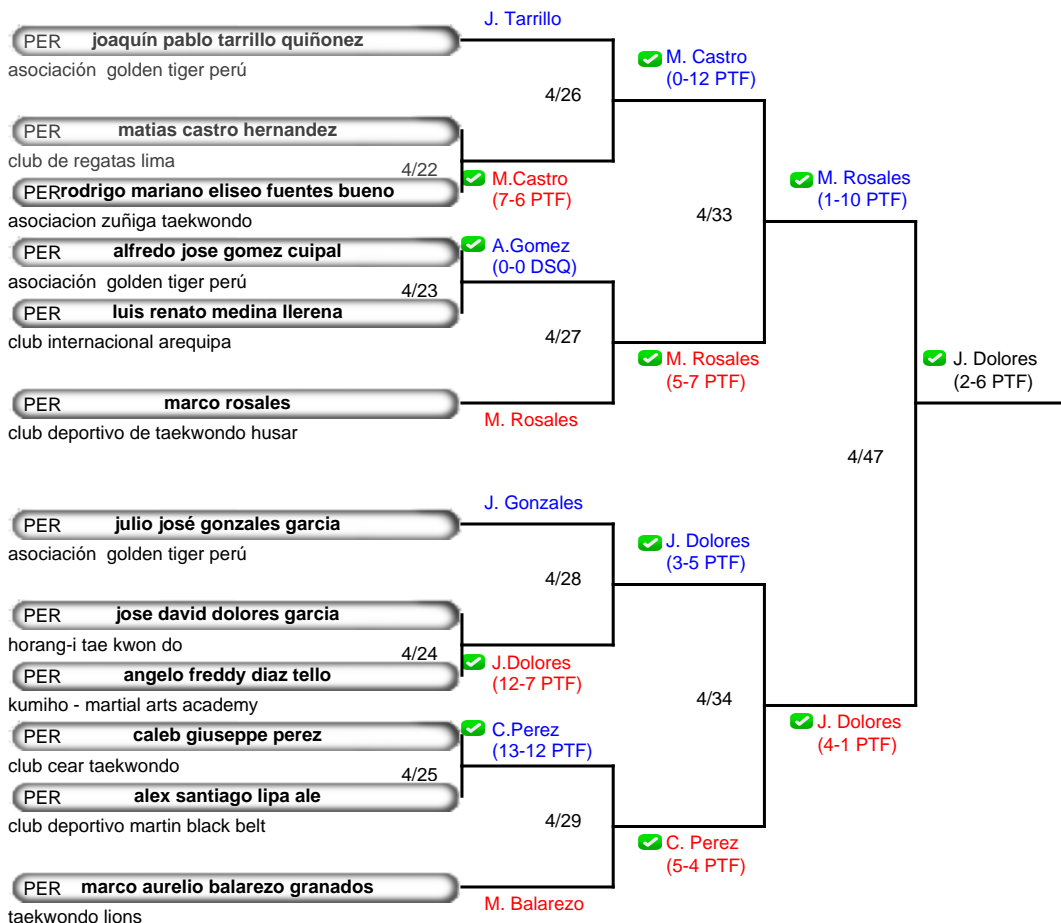 J. Tarrillo
PER joaquín pablo tarrillo quiñonez
asociación golden tiger perú
M. Castro
(0-12 PTF)
4/26
PER matias castro hernandez
club de regatas lima
4/22
M.Castro
(7-6 PTF)
PER rodrigo mariano eliseo fuentes bueno
asociacion zuñiga taekwondo
M. Rosales
(1-10 PTF)
4/33
PER alfredo jose gomez cuipal
asociación golden tiger perú
A.Gomez
(0-0 DSQ)
4/23
PER luis renato medina llerena
club internacional arequipa
4/27
M. Rosales
(5-7 PTF)
J. Dolores
(2-6 PTF)
PER marco rosales
club deportivo de taekwondo husar
M. Rosales
4/47
J. Gonzales
PER julio josé gonzales garcia
asociación golden tiger perú
J. Dolores
(3-5 PTF)
4/28
PER jose david dolores garcia
horang-i tae kwon do
4/24
J.Dolores
(12-7 PTF)
PER angelo freddy diaz tello
kumiho - martial arts academy
4/34
J. Dolores
(4-1 PTF)
PER caleb giuseppe perez
club cear taekwondo
C.Perez
(13-12 PTF)
4/25
PER alex santiago lipa ale
club deportivo martin black belt
4/29
C. Perez
(5-4 PTF)
PER marco aurelio balarezo granados
taekwondo lions
M. Balarezo